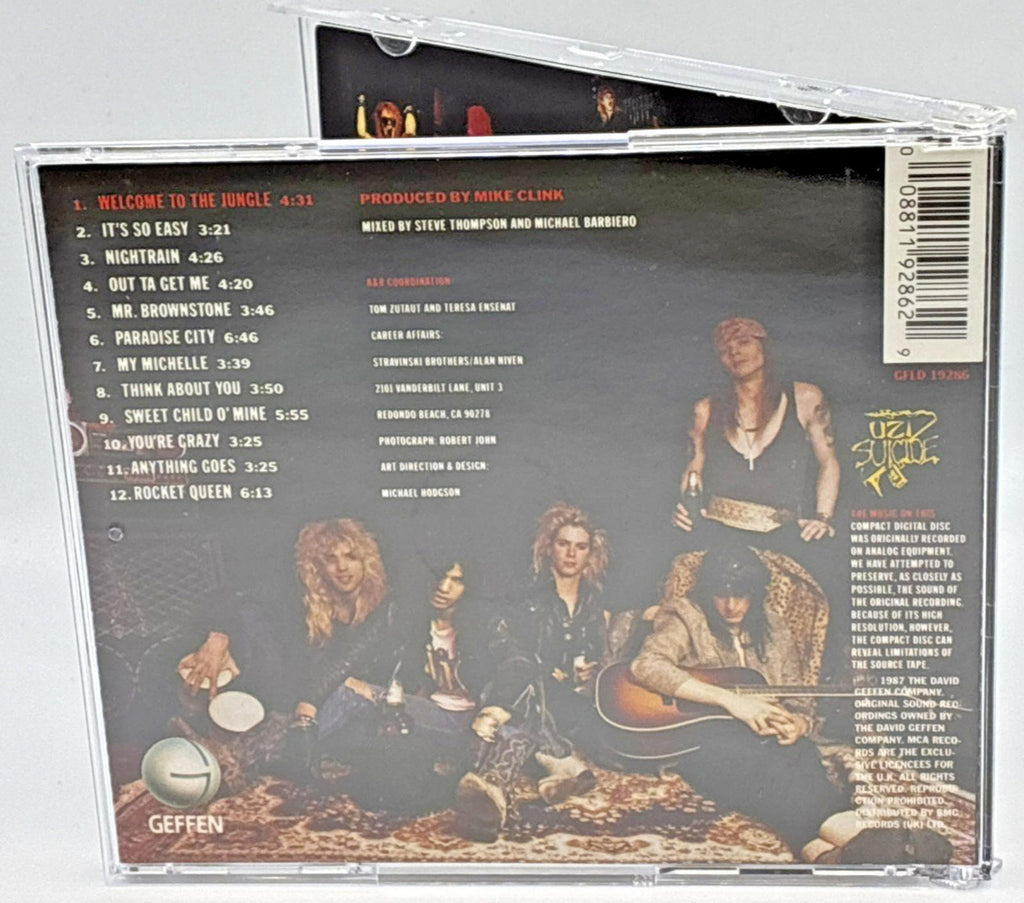 1. WELCOME TO THE JUNGLE 4:31
2. IT'S SO EASY 3:21
3. NIGHTRAIN 4:26
4. OUT TA GET ME 4:20
5. MR. BROWNSTONE 3:46
6. PARADISE CITY 6:46
7. MY MICHELLE 3:39
8. THINK ABOUT YOU 3:50
9. SWEET CHILD O' MINE 5:55
10. YOU'RE CRAZY 3:25
11. ANYTHING GOES 3:25
12. ROCKET QUEEN 6:13
PRODUCED BY MIKE CLINK
MIXED BY STEVE THOMPSON AND MICHAEL BARBIERO
A&R COORDINATION
TOM ZUTAUT AND TERESA ENSENAT
CAREER AFFAIRS:
STRAVINSKI BROTHERS/ALAN NIVEN
2101 VANDERBILT LANE, UNIT 3
REDONDO BEACH, CA 90278
PHOTOGRAPH: ROBERT JOHN
ART DIRECTION & DESIGN:
MICHAEL HODGSON
0 08811 92862 9
GFLD 19286
UZI
SUICIDE
THE MUSIC ON THIS
COMPACT DIGITAL DISC
WAS ORIGINALLY RECORDED
ON ANALOG EQUIPMENT.
WE HAVE ATTEMPTED TO
PRESERVE, AS CLOSELY AS
POSSIBLE, THE SOUND OF
THE ORIGINAL RECORDING.
BECAUSE OF ITS HIGH
RESOLUTION, HOWEVER,
THE COMPACT DISC CAN
REVEAL LIMITATIONS OF
THE SOURCE TAPE.
© 1987 THE DAVID
GEFFEN COMPANY.
ORIGINAL SOUND REC-
ORDINGS OWNED BY
THE DAVID GEFFEN
COMPANY. MCA RECO-
RDS ARE THE EXCLU-
SIVE LICENCEES FOR
THE U.K. ALL RIGHTS
RESERVED. REPRODU-
CTION PROHIBITED.
DISTRIBUTED BY BMG
RECORDS (UK) LTD.
GEFFEN